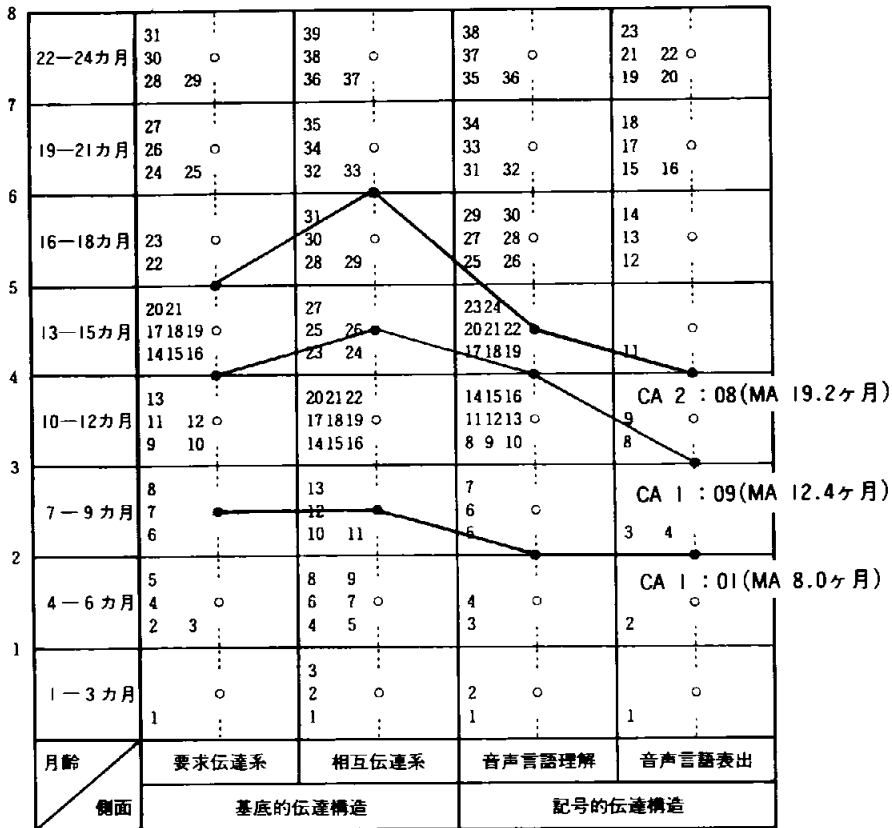 8
31 39 38 23
22—24カ月 30 38 37 21 22
28 29 36 37 35 36 19 20
7
27 35 34 18
19—21カ月 26 34 33 17
24 25 32 33 31 32 15 16
6
31 29 30 14
16—18カ月 23 30 27 28 13
22 28 29 25 26 12
5
20 21 27 23 24
13—15カ月 17 18 19 25 26 20 21 22
14 15 16 23 24 17 18 19 11
4
CA 2:08(MA 19.2ヶ月)
13 20 21 22 14 15 16
10—12カ月 11 12 17 18 19 11 12 13 9
9 10 14 15 16 8 9 10 8
3
CA 1:09(MA 12.4ヶ月)
8 13 7
7—9カ月 7 12 6
6 10 11 5 3 4
2
CA 1:01(MA 8.0ヶ月)
5 8 9
4—6カ月 4 6 7 4
2 3 4 5 3 2
1
3
1—3カ月 2 2
1 1 1 1
月齢 要求伝達系 相互伝達系 音声言語理解 音声言語表出
側面 基底的伝達構造 記号的伝達構造